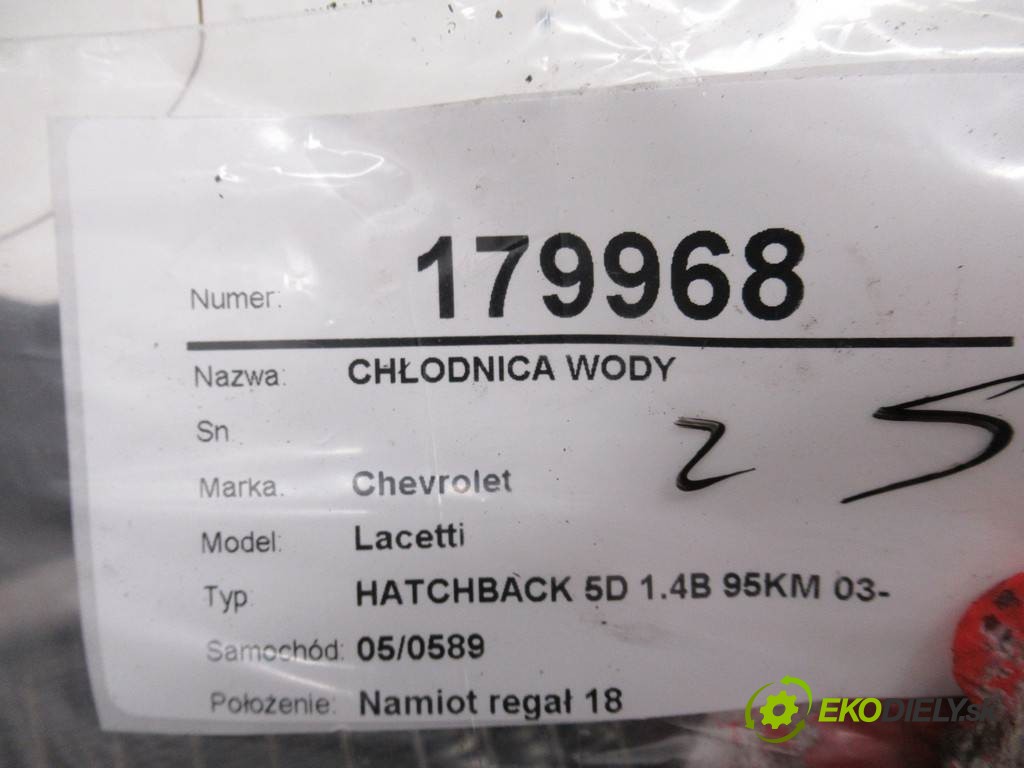 Numer: 179968
Nazwa: CHŁODNICA WODY
Sn
Marka: Chevrolet
Model: Lacetti
Typ: HATCHBACK 5D 1.4B 95KM 03-
Samochód: 05/0589
Położenie: Namiot regał 18
2 5
EKODIELY.sk